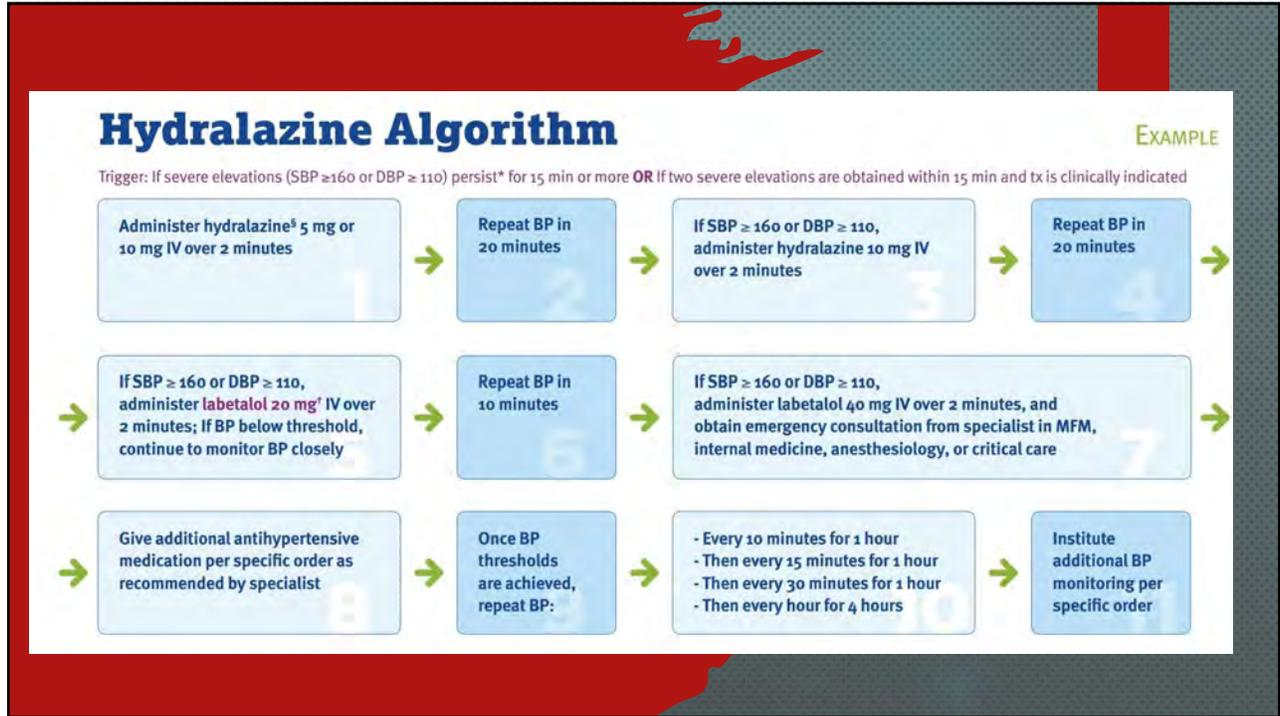 Hydralazine Algorithm
EXAMPLE
Trigger: If severe elevations (SBP ≥160 or DBP ≥ 110) persist* for 15 min or more OR If two severe elevations are obtained within 15 min and tx is clinically indicated
Administer hydralazine§ 5 mg or
10 mg IV over 2 minutes
1
Repeat BP in
20 minutes
2
If SBP ≥ 160 or DBP ≥ 110,
administer hydralazine 10 mg IV
over 2 minutes
3
Repeat BP in
20 minutes
4
If SBP ≥ 160 or DBP ≥ 110,
administer labetalol 20 mg† IV over
2 minutes; If BP below threshold,
continue to monitor BP closely
5
Repeat BP in
10 minutes
6
If SBP ≥ 160 or DBP ≥ 110,
administer labetalol 40 mg IV over 2 minutes, and
obtain emergency consultation from specialist in MFM,
internal medicine, anesthesiology, or critical care
7
Give additional antihypertensive
medication per specific order as
recommended by specialist
8
Once BP
thresholds
are achieved,
repeat BP:
9
- Every 10 minutes for 1 hour
- Then every 15 minutes for 1 hour
- Then every 30 minutes for 1 hour
- Then every hour for 4 hours
10
Institute
additional BP
monitoring per
specific order
11